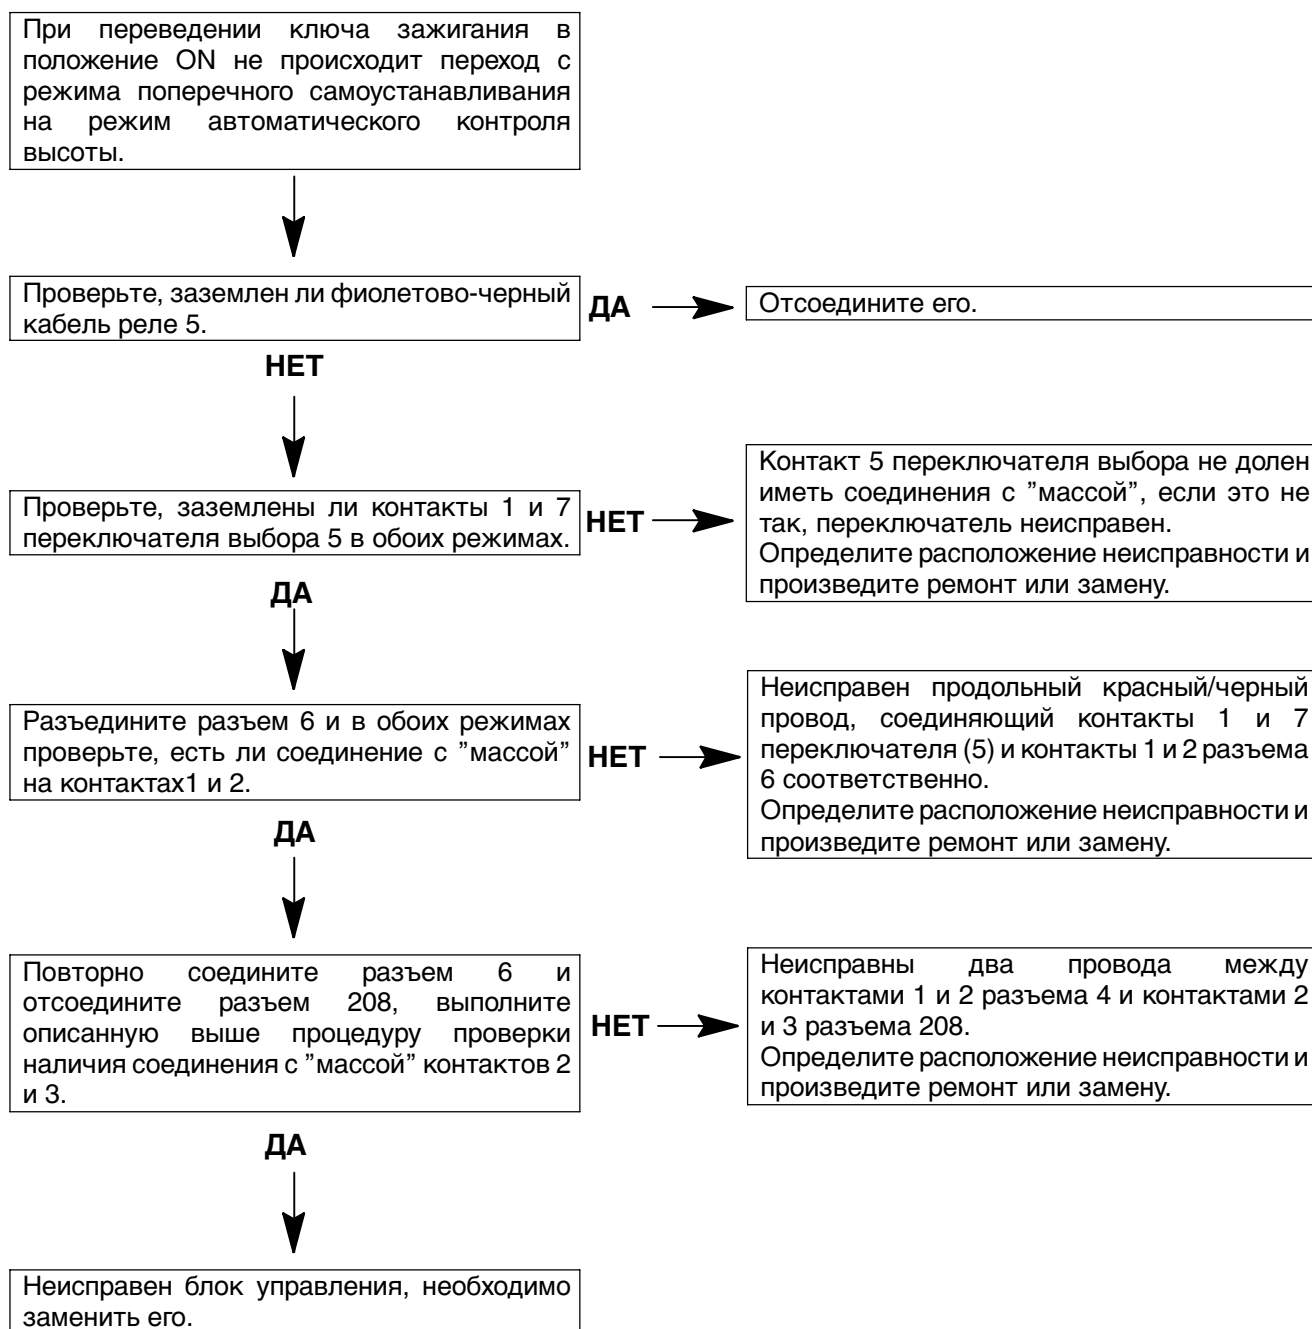 При переведении ключа зажигания в
положение ON не происходит переход с
режима поперечного самоустанавливания
на режим автоматического контроля
высоты.
Проверьте, заземлен ли фиолетово-черный
кабель реле 5.
ДА
Отсоедините его.
НЕТ
Проверьте, заземлены ли контакты 1 и 7
переключателя выбора 5 в обоих режимах.
НЕТ
Контакт 5 переключателя выбора не долен
иметь соединения с ”массой”, если это не
так, переключатель неисправен.
Определите расположение неисправности и
произведите ремонт или замену.
ДА
Разъедините разъем 6 и в обоих режимах
проверьте, есть ли соединение с ”массой”
на контактах1 и 2.
НЕТ
Неисправен продольный красный/черный
провод, соединяющий контакты 1 и 7
переключателя (5) и контакты 1 и 2 разъема
6 соответственно.
Определите расположение неисправности и
произведите ремонт или замену.
ДА
Повторно соедините разъем 6 и
отсоедините разъем 208, выполните
описанную выше процедуру проверки
наличия соединения с ”массой” контактов 2
и 3.
НЕТ
Неисправны два провода между
контактами 1 и 2 разъема 4 и контактами 2
и 3 разъема 208.
Определите расположение неисправности и
произведите ремонт или замену.
ДА
Неисправен блок управления, необходимо
заменить его.